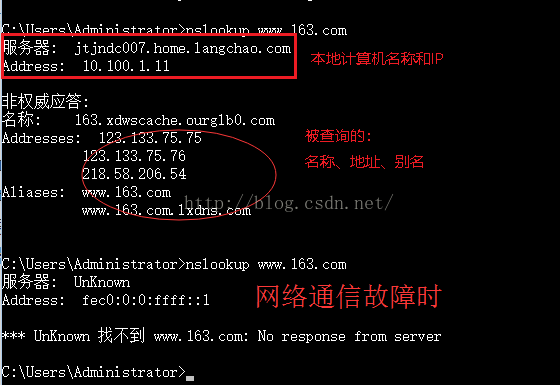 C:\Users\Administrator>nslookup www.163.com
服务器:  jtjndc007.home.langchao.com
Address:  10.100.1.11
本地计算机名称和IP
非权威应答:
名称:    163.xdwscache.ourglb0.com
Addresses:  123.133.75.75
123.133.75.76
218.58.206.54
被查询的:
名称、地址、别名
Aliases:  www.163.com
www.163.com.lxdns.com
http://blog.csdn.net/
C:\Users\Administrator>nslookup www.163.com
服务器:  UnKnown
Address:  fec0:0:0:ffff::1
网络通信故障时
*** UnKnown 找不到 www.163.com: No response from server
C:\Users\Administrator>